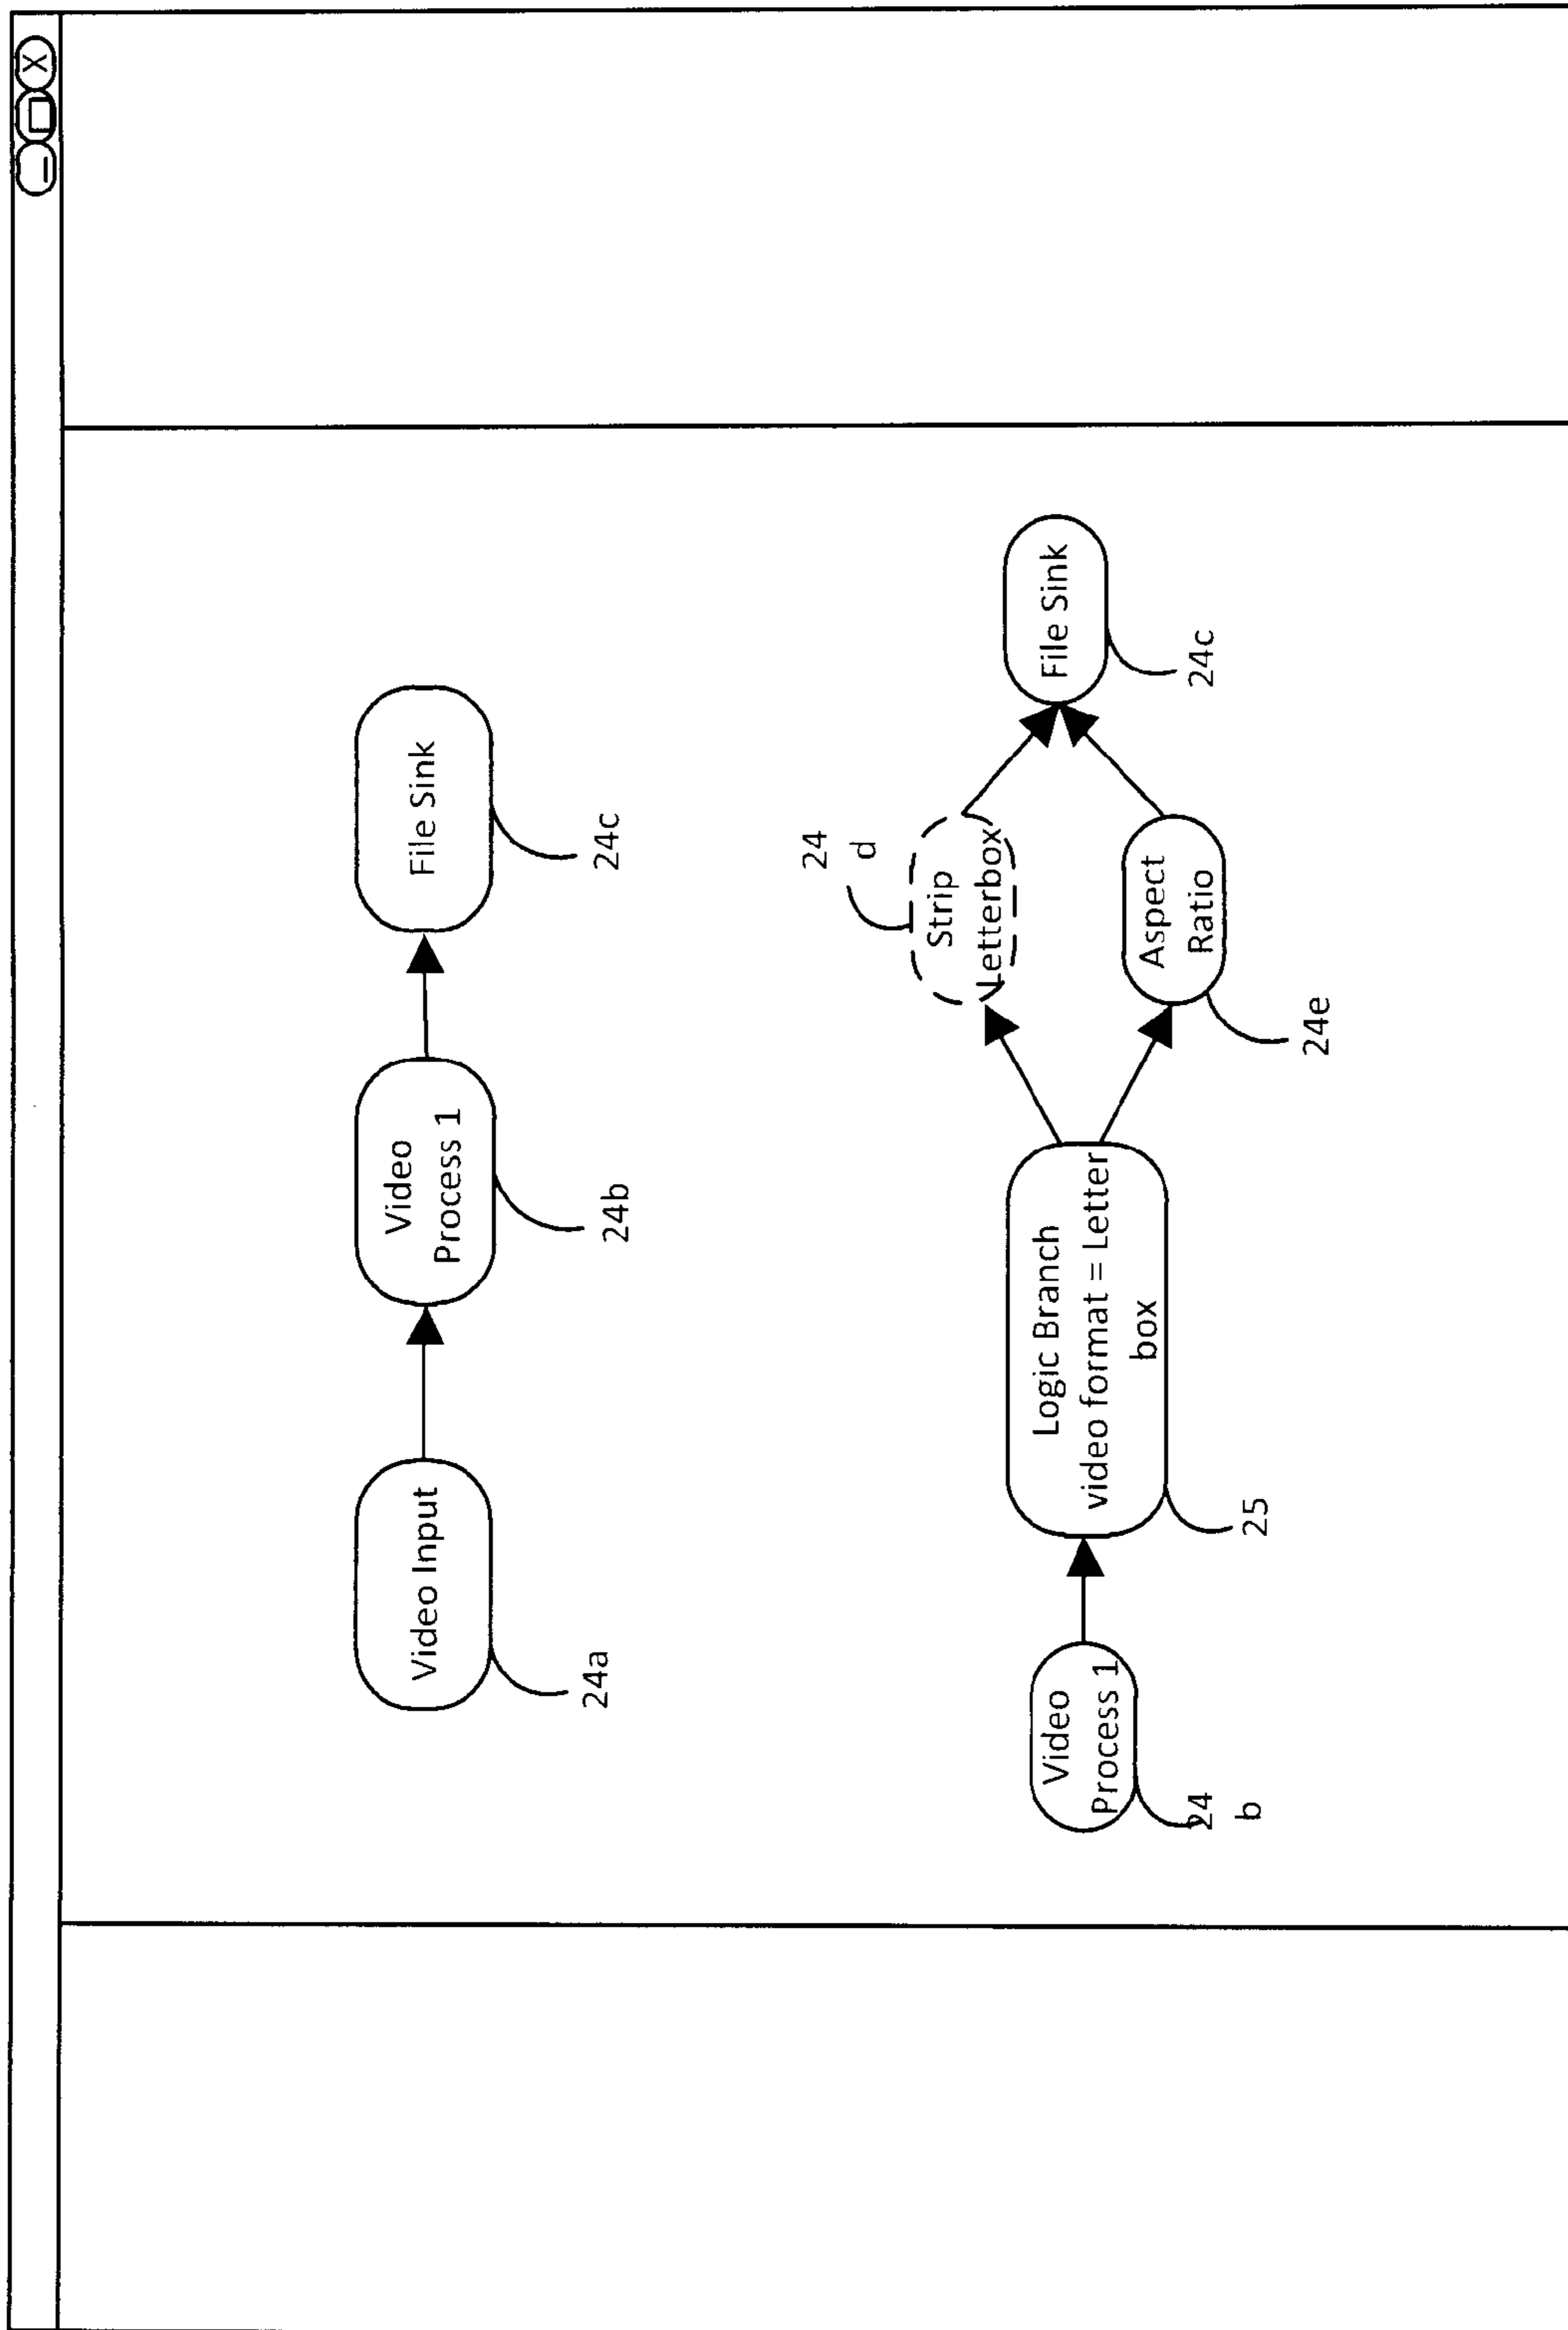 X
Video Input
24a
Video
Process 1
24b
File Sink
24c
Video
Process 1
24
b
Logic Branch
video format = Letter
box
25
Strip
Letterbox
24
d
Aspect
Ratio
24e
File Sink
24c